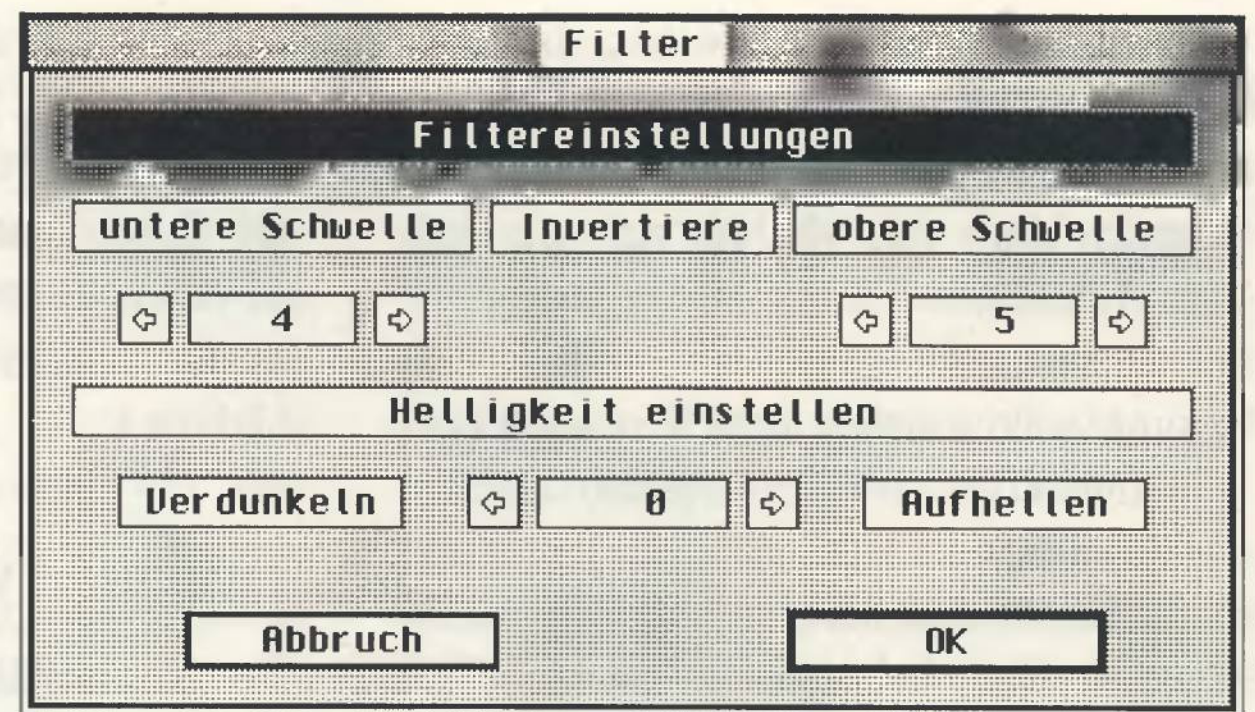 Filter
Filtereinstellungen
untere Schwelle Invertiere obere Schwelle
4 5
Helligkeit einstellen
Verdunkeln 0 Aufhellen
Abbruch OK